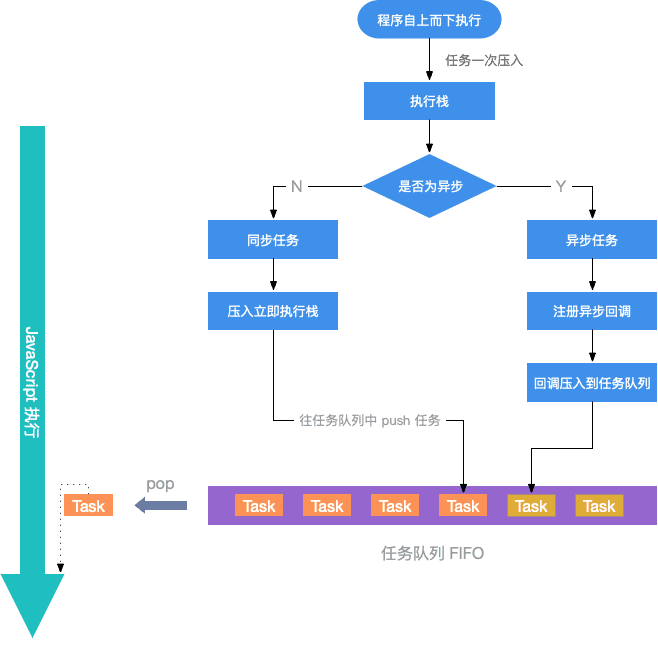 程序自上而下执行
任务一次压入
执行栈
是否为异步
N
Y
同步任务
异步任务
压入立即执行栈
注册异步回调
回调压入到任务队列
JavaScript 执行
往任务队列中 push 任务
pop
Task
Task
Task
Task
Task
Task
Task
任务队列 FIFO